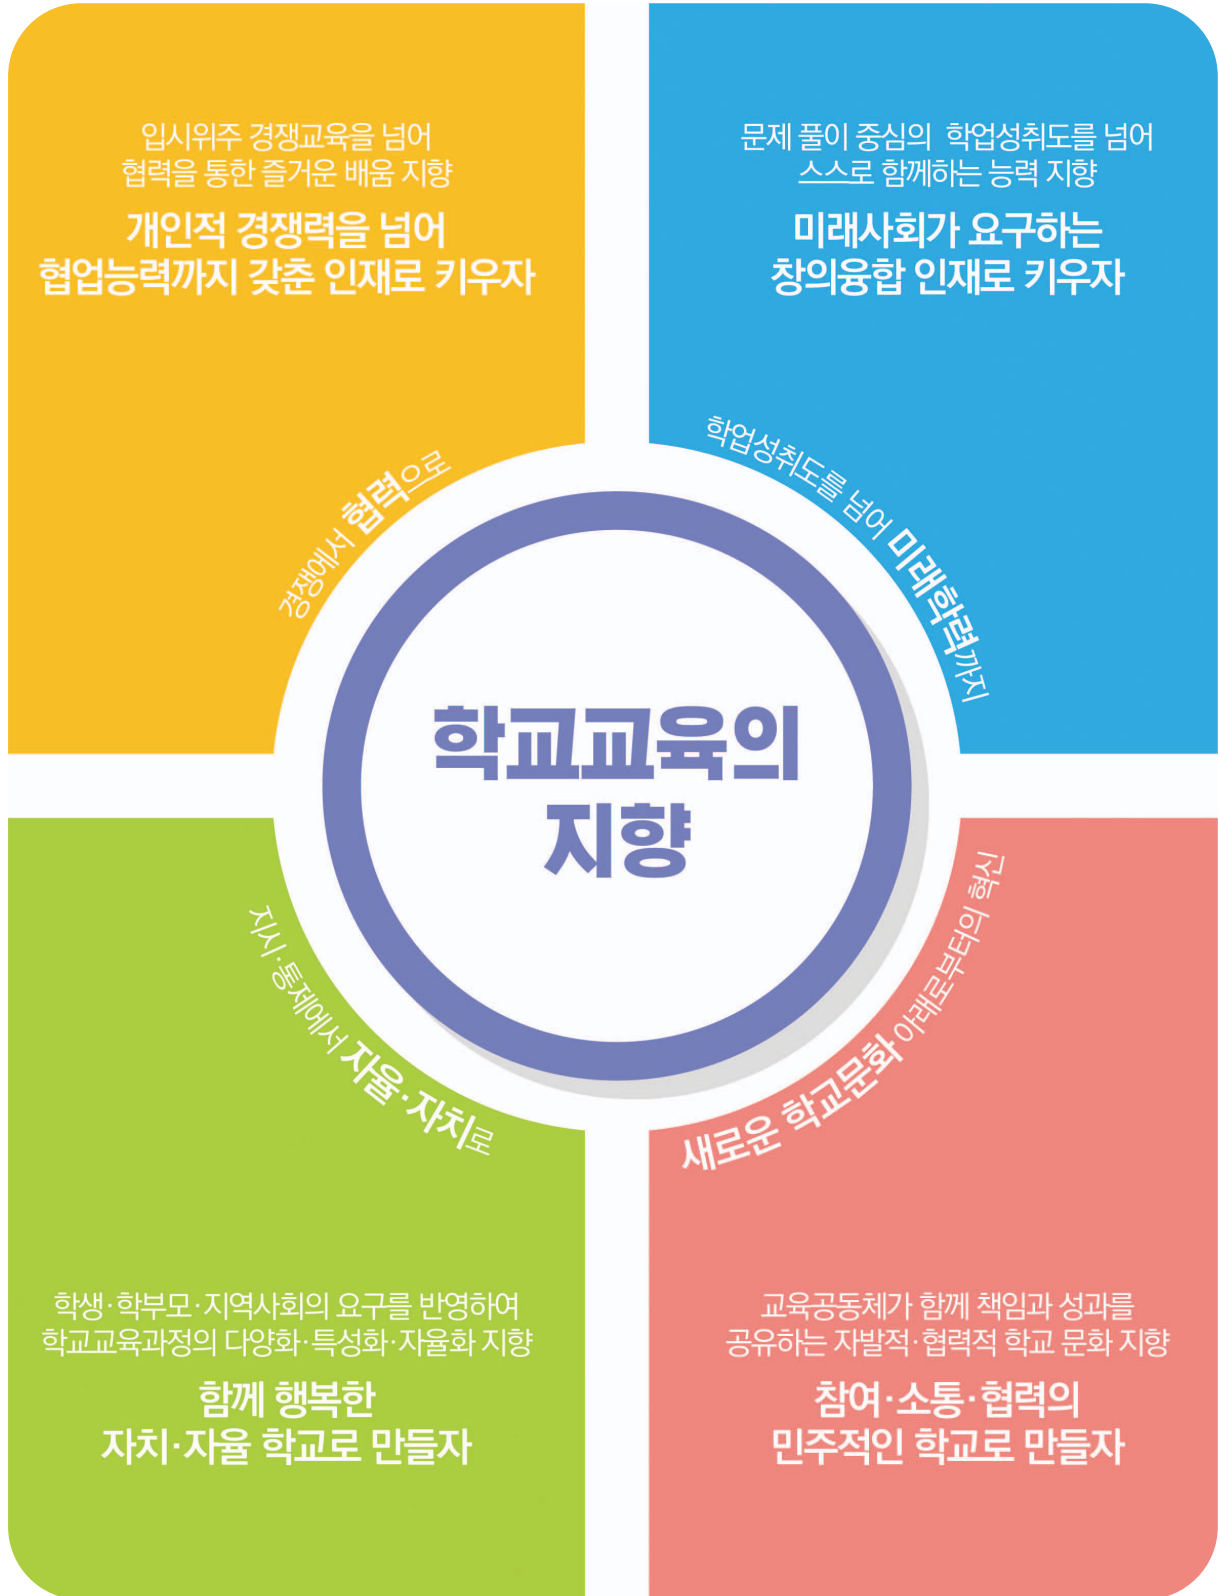 입시위주 경쟁교육을 넘어
협력을 통한 즐거운 배움 지향
개인적 경쟁력을 넘어
협업능력까지 갖춘 인재로 키우자
경쟁에서 협력으로
문제 풀이 중심의 학업성취도를 넘어
스스로 함께하는 능력 지향
미래사회가 요구하는
창의융합 인재로 키우자
학업성취도를 넘어 미래학력까지
학교교육의
지향
지시·통제에서 자율·자치로
학생·학부모·지역사회의 요구를 반영하여
학교교육과정의 다양화·특성화·자율화 지향
함께 행복한
자치·자율 학교로 만들자
새로운 학교문화 아래로부터의 혁신
교육공동체가 함께 책임과 성과를
공유하는 자발적·협력적 학교 문화 지향
참여·소통·협력의
민주적인 학교로 만들자